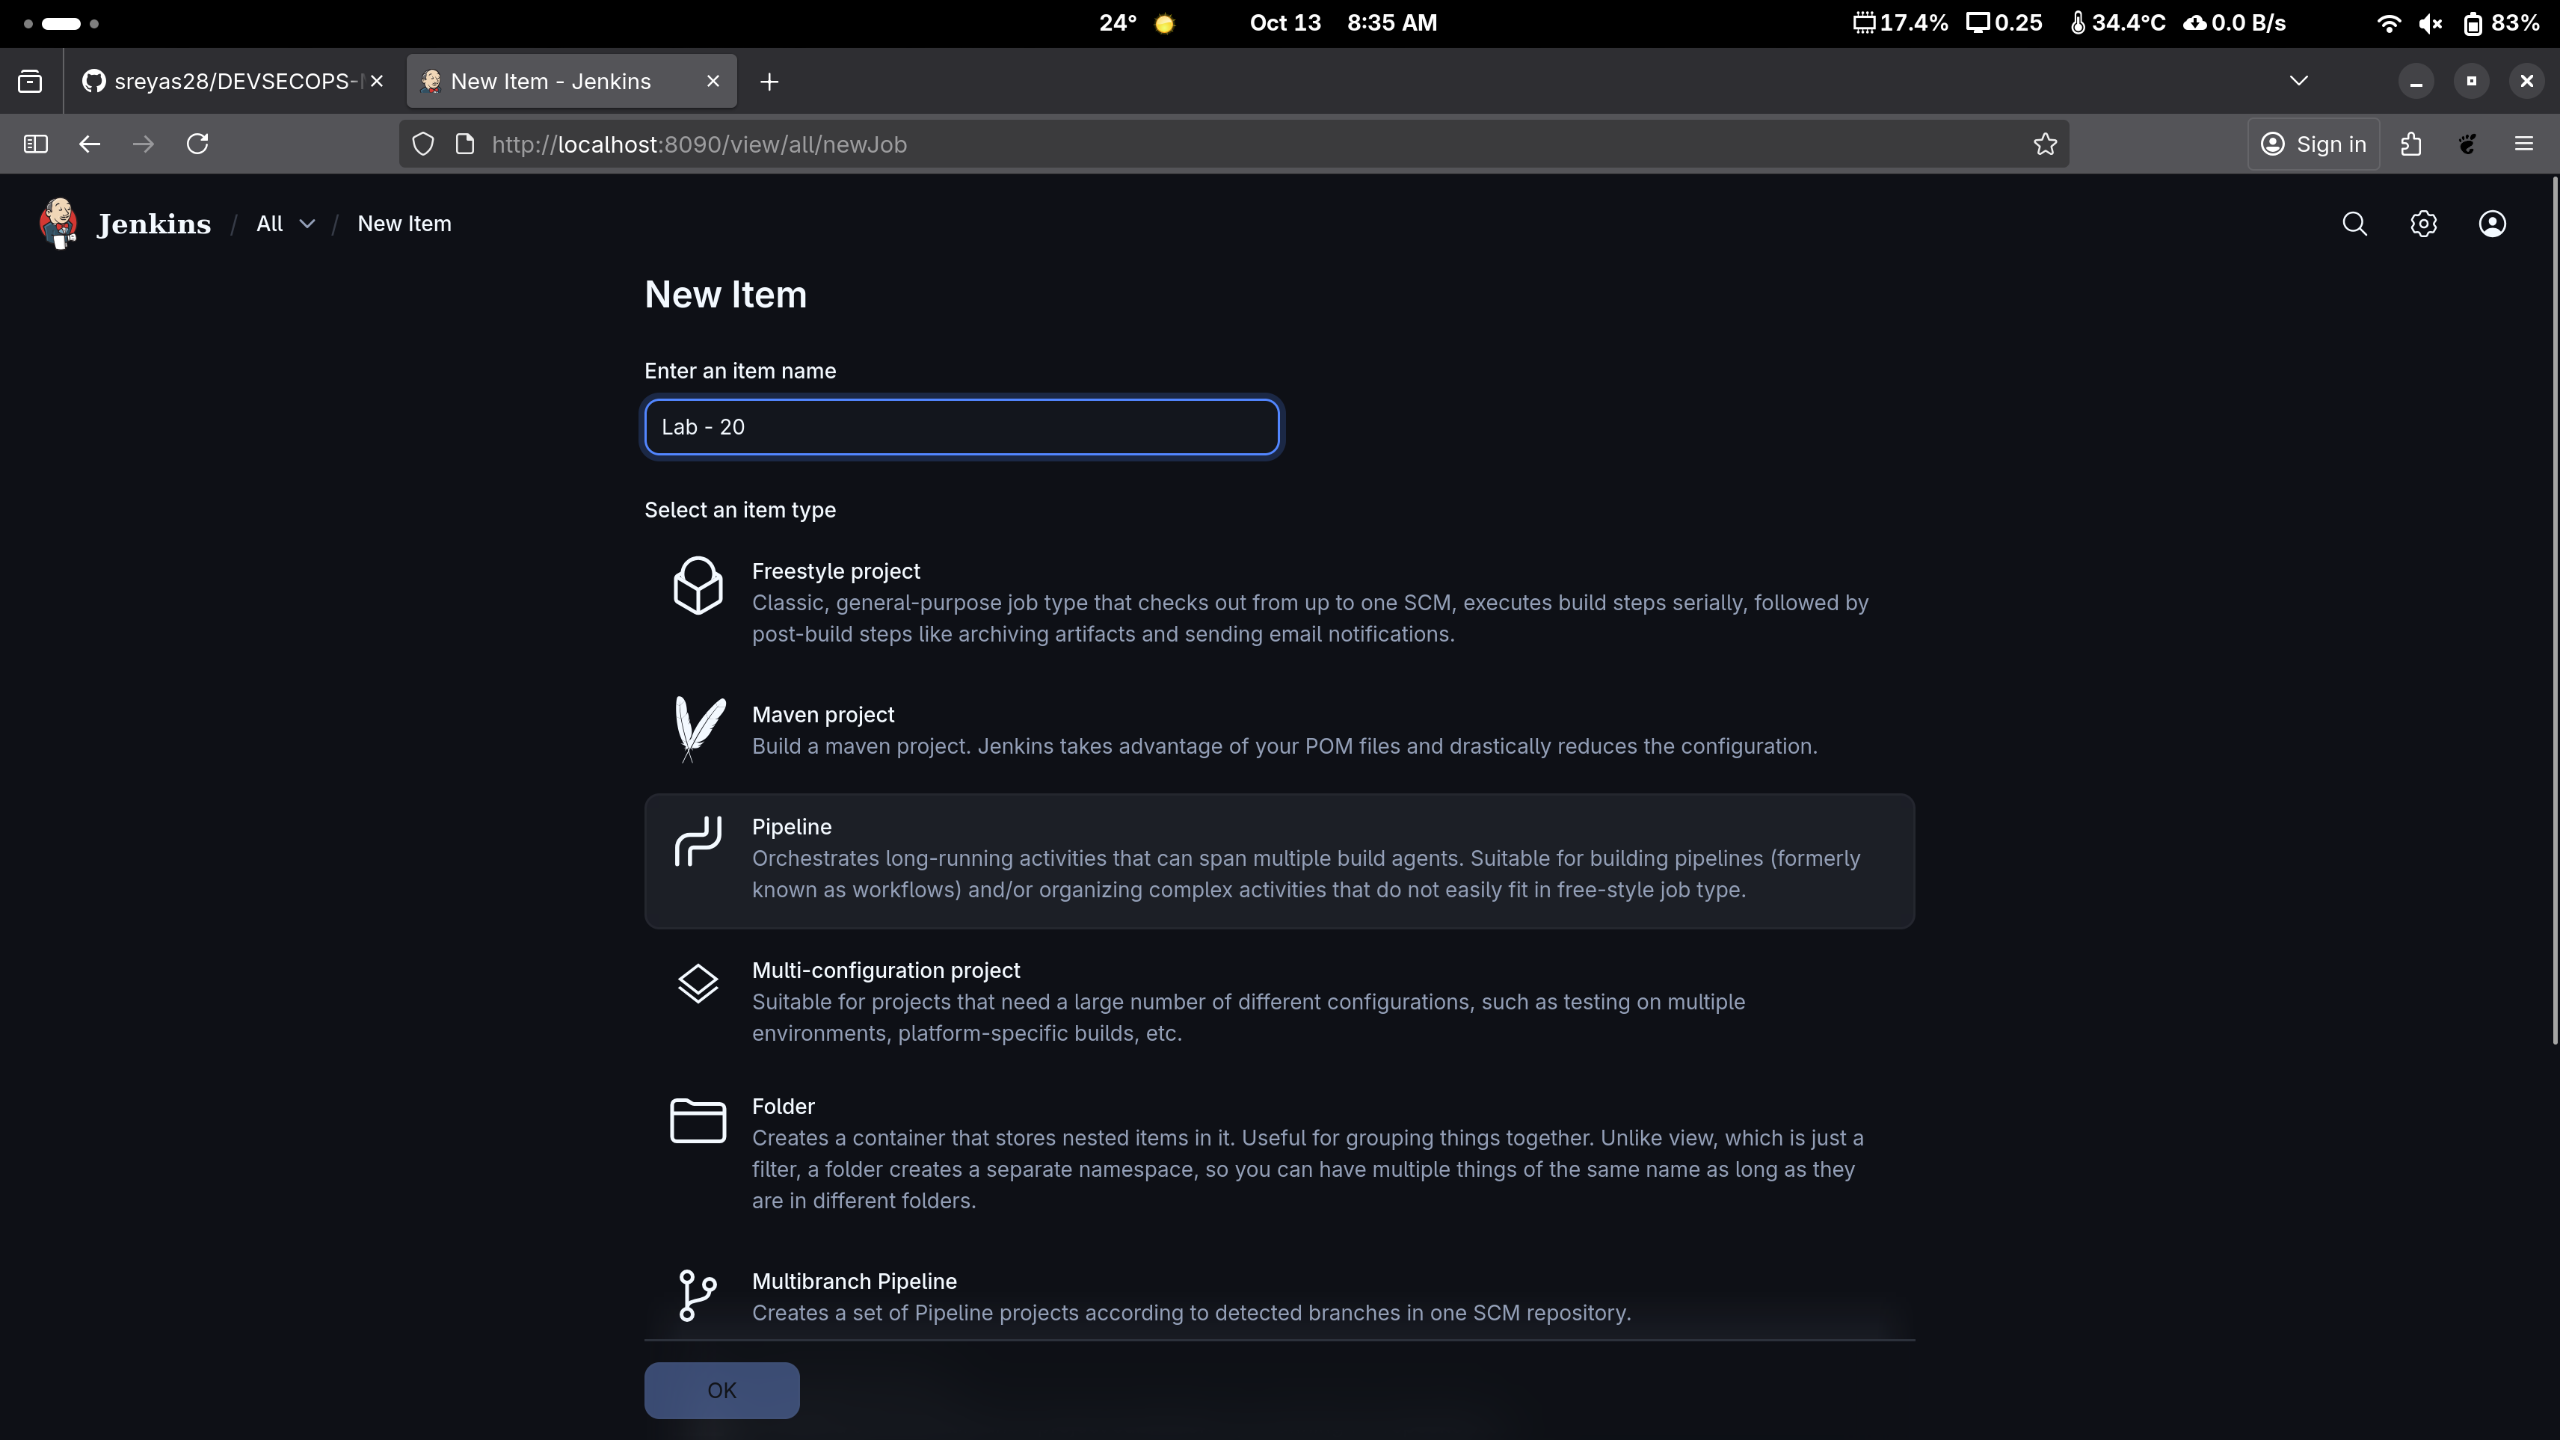 24°
Oct 13 8:35 AM
17.4% 0.25 34.4°C 0.0 B/s 83%
sreyas28/DEVSECOPS-
New Item - Jenkins
http://localhost:8090/view/all/newJob
Sign in
Jenkins / All / New Item
New Item
Enter an item name
Lab - 20
Select an item type
Freestyle project
Classic, general-purpose job type that checks out from up to one SCM, executes build steps serially, followed by
post-build steps like archiving artifacts and sending email notifications.
Maven project
Build a maven project. Jenkins takes advantage of your POM files and drastically reduces the configuration.
Pipeline
Orchestrates long-running activities that can span multiple build agents. Suitable for building pipelines (formerly
known as workflows) and/or organizing complex activities that do not easily fit in free-style job type.
Multi-configuration project
Suitable for projects that need a large number of different configurations, such as testing on multiple
environments, platform-specific builds, etc.
Folder
Creates a container that stores nested items in it. Useful for grouping things together. Unlike view, which is just a
filter, a folder creates a separate namespace, so you can have multiple things of the same name as long as they
are in different folders.
Multibranch Pipeline
Creates a set of Pipeline projects according to detected branches in one SCM repository.
OK